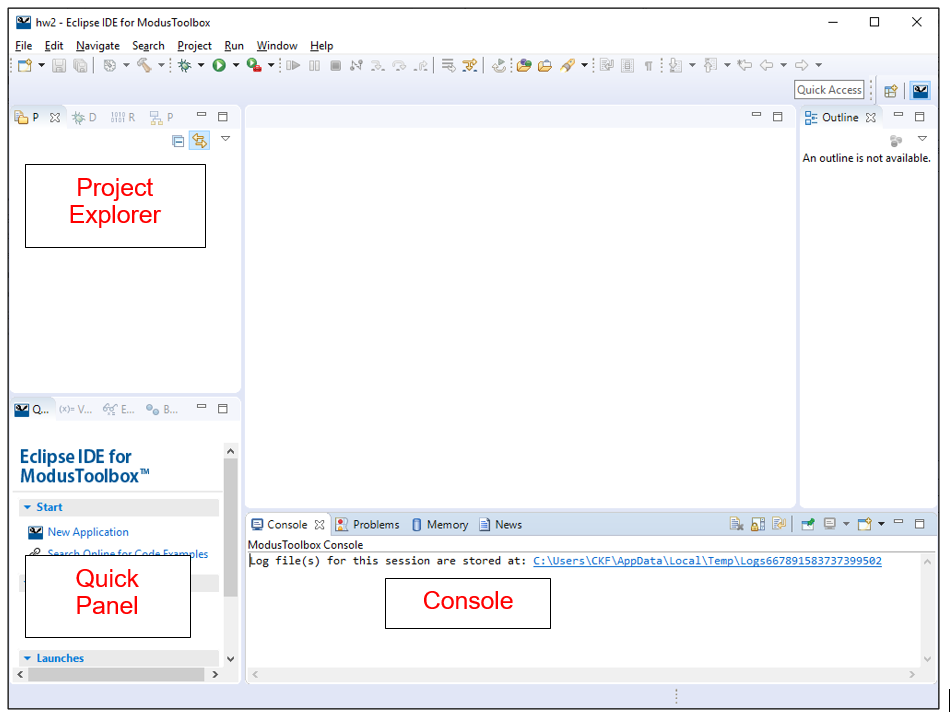 hw2 - Eclipse IDE for ModusToolbox
File Edit Navigate Search Project Run Window Help
Quick Access
P D R P
Outline
An outline is not available.
Project
Explorer
Q... (x)= V... E... B...
Eclipse IDE for
ModusToolbox™
Start
New Application
Search Online for Code Examples
Quick
Panel
Launches
Console Problems Memory News
ModusToolbox Console
Log file(s) for this session are stored at: C:\Users\CKF\AppData\Local\Temp\Logs667891583737399502
Console